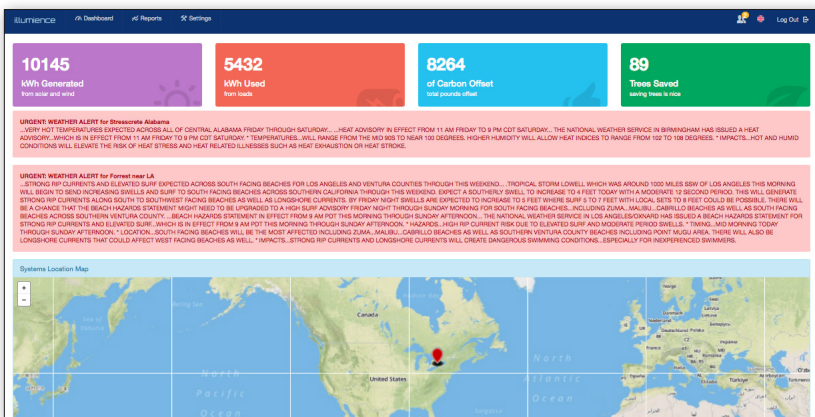 illumience
Dashboard
Reports
Settings
Log Out
10145
kWh Generated
from solar and wind
5432
kWh Used
from loads
8264
of Carbon Offset
total pounds offset
89
Trees Saved
saving trees is nice
URGENT: WEATHER ALERT for Stresscrete Alabama
...VERY HOT TEMPERATURES EXPECTED ACROSS ALL OF CENTRAL ALABAMA FRIDAY THROUGH SATURDAY... ...HEAT ADVISORY IN EFFECT FROM 11 AM FRIDAY TO 9 PM CDT SATURDAY... THE NATIONAL WEATHER SERVICE IN BIRMINGHAM HAS ISSUED A HEAT
ADVISORY...WHICH IS IN EFFECT FROM 11 AM FRIDAY TO 9 PM CDT SATURDAY. * TEMPERATURES...WILL RANGE FROM THE MID 90S TO NEAR 100 DEGREES. HIGHER HUMIDITY WILL ALLOW HEAT INDICES TO RANGE FROM 102 TO 108 DEGREES. * IMPACTS...HOT AND HUMID
CONDITIONS WILL ELEVATE THE RISK OF HEAT STRESS AND HEAT RELATED ILLNESSES SUCH AS HEAT EXHAUSTION OR HEAT STROKE.
URGENT: WEATHER ALERT for Forrest near LA
...STRONG RIP CURRENTS AND ELEVATED SURF EXPECTED ACROSS SOUTH FACING BEACHES FOR LOS ANGELES AND VENTURA COUNTIES THROUGH THIS WEEKEND... ...TROPICAL STORM LOWELL WHICH WAS AROUND 1000 MILES SSW OF LOS ANGELES THIS MORNING
WILL BEGIN TO SEND INCREASING SWELLS AND SURF TO SOUTH FACING BEACHES ACROSS SOUTHERN CALIFORNIA THROUGH THIS WEEKEND. EXPECT A SOUTHERLY SWELL TO INCREASE TO 4 FEET TODAY WITH A MODERATE 12 SECOND PERIOD. THIS WILL GENERATE
STRONG RIP CURRENTS ALONG SOUTH TO SOUTHWEST FACING BEACHES AS WELL AS LONGSHORE CURRENTS. BY FRIDAY NIGHT SWELLS ARE EXPECTED TO INCREASE TO 5 FEET WHERE SURF 5 TO 7 FEET WITH LOCAL SETS TO 8 FEET COULD BE POSSIBLE. THERE WILL
BE A CHANCE THAT THE BEACH HAZARDS STATEMENT MIGHT NEED TO BE UPGRADED TO A HIGH SURF ADVISORY FRIDAY NIGHT THROUGH SUNDAY MORNING FOR SOUTH FACING BEACHES...INCLUDING ZUMA...MALIBU...CABRILLO BEACHES AS WELL AS SOUTH FACING
BEACHES ACROSS SOUTHERN VENTURA COUNTY. ...BEACH HAZARDS STATEMENT IN EFFECT FROM 9 AM PDT THIS MORNING THROUGH SUNDAY AFTERNOON... THE NATIONAL WEATHER SERVICE IN LOS ANGELES/OXNARD HAS ISSUED A BEACH HAZARDS STATEMENT FOR
STRONG RIP CURRENTS AND ELEVATED SURF...WHICH IS IN EFFECT FROM 9 AM PDT THIS MORNING THROUGH SUNDAY AFTERNOON. * HAZARDS...HIGH RIP CURRENT RISK DUE TO ELEVATED SURF AND MODERATE PERIOD SWELLS. * TIMING...MID MORNING TODAY
THROUGH SUNDAY AFTERNOON. * LOCATION...SOUTH FACING BEACHES WILL BE THE MOST AFFECTED INCLUDING ZUMA...MALIBU...CABRILLO BEACHES AS WELL AS SOUTHERN VENTURA COUNTY BEACHES INCLUDING POINT MUGU AREA. THERE WILL ALSO BE
LONGSHORE CURRENTS THAT COULD AFFECT WEST FACING BEACHES AS WELL. * IMPACTS...STRONG RIP CURRENTS AND LONGSHORE CURRENTS WILL CREATE DANGEROUS SWIMMING CONDITIONS...ESPECIALLY FOR INEXPERIENCED SWIMMERS.
Systems Location Map
+
−
Bering Sea
Sea of
Canada
United States
North
Pacific
Ocean
North
Atlantic
Ocean
Norge
Latvija
Danmark
Deutschland
Polska
France
România
Italia
España
Türkiye